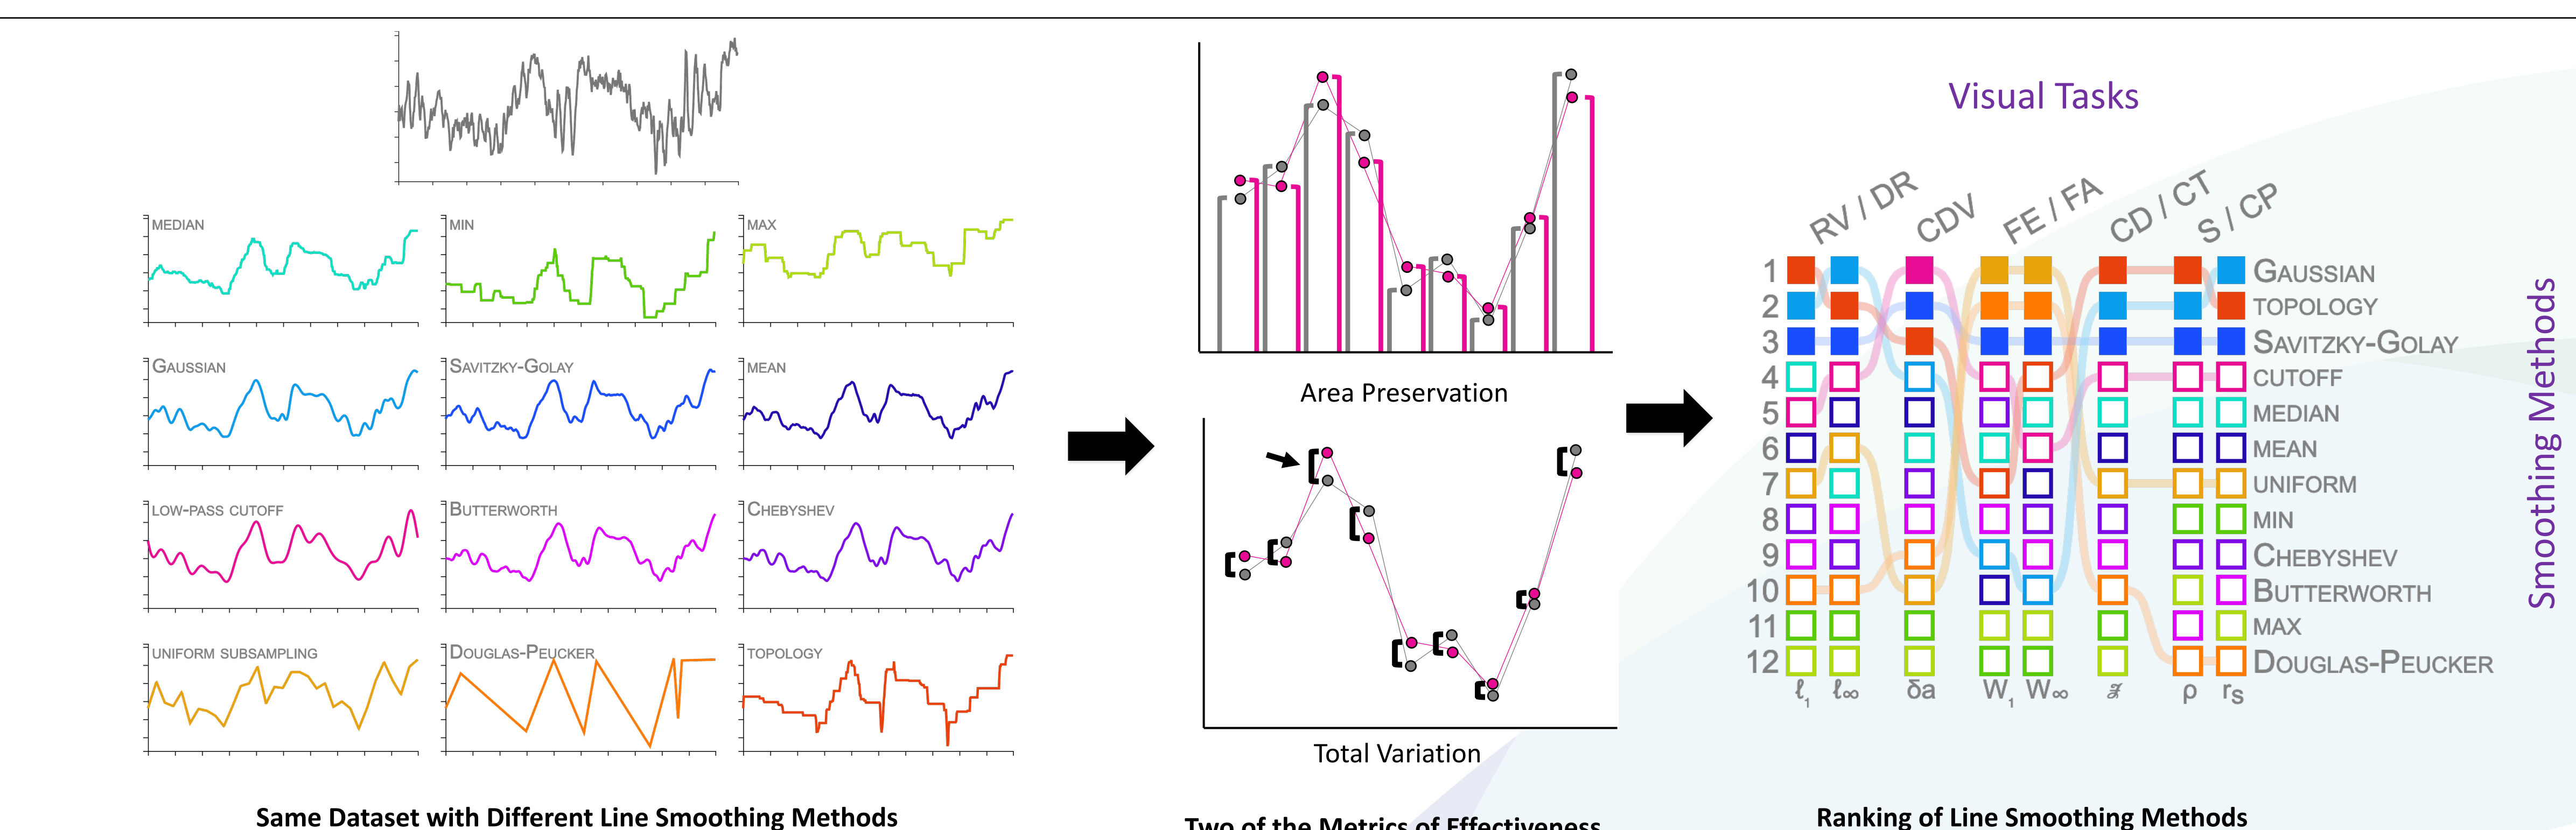 MEDIAN
MIN
MAX
GAUSSIAN
SAVITZKY-GOLAY
MEAN
LOW-PASS CUTOFF
BUTTERWORTH
CHEBYSHEV
UNIFORM SUBSAMPLING
DOUGLAS-PEUCKER
TOPOLOGY
Same Dataset with Different Line Smoothing Methods
Area Preservation
Total Variation
Two of the Metrics of Effectiveness
Visual Tasks
RV / DR
CDV
FE / FA
CD / CT
S / CP
1 GAUSSIAN
2 TOPOLOGY
3 SAVITZKY-GOLAY
4 CUTOFF
5 MEDIAN
6 MEAN
7 UNIFORM
8 MIN
9 CHEBYSHEV
10 BUTTERWORTH
11 MAX
12 DOUGLAS-PEUCKER
ℓ₁ ℓ∞ δa W₁ W∞ ℱ ρ rs
Smoothing Methods
Ranking of Line Smoothing Methods